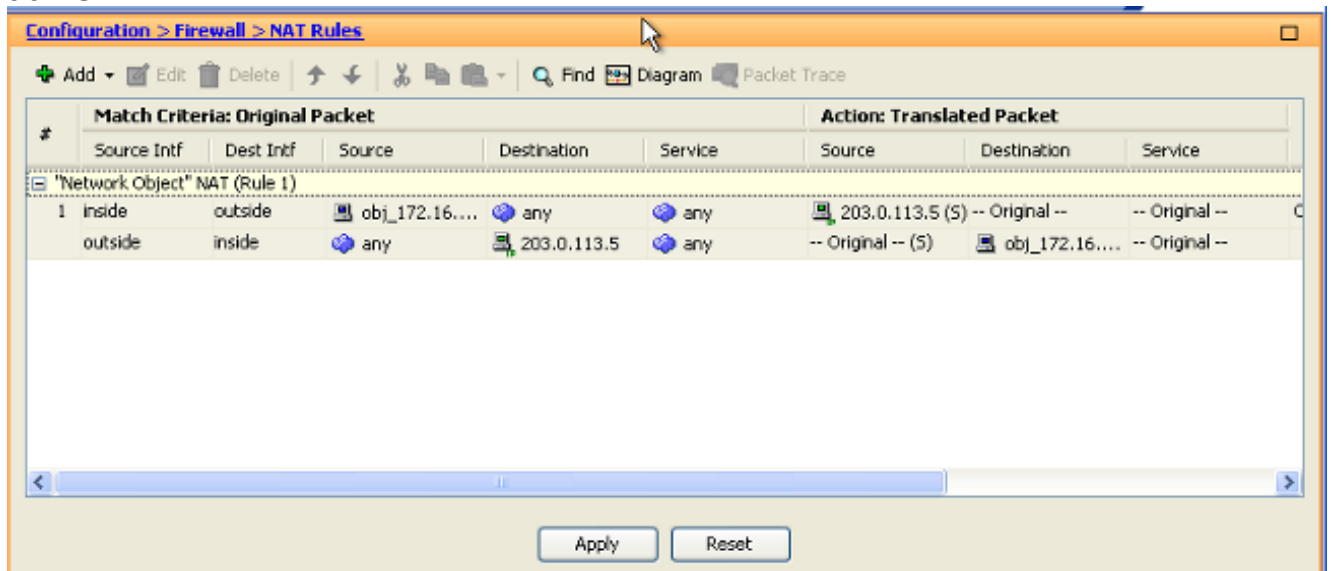 Configuration > Firewall > NAT Rules
Add Edit Delete Find Diagram Packet Trace
# Match Criteria: Original Packet Action: Translated Packet
Source Intf Dest Intf Source Destination Service Source Destination Service
"Network Object" NAT (Rule 1)
1 inside outside obj_172.16.... any any 203.0.113.5 (S) -- Original -- -- Original --
outside inside any 203.0.113.5 any -- Original -- (S) obj_172.16.... -- Original --
Apply Reset